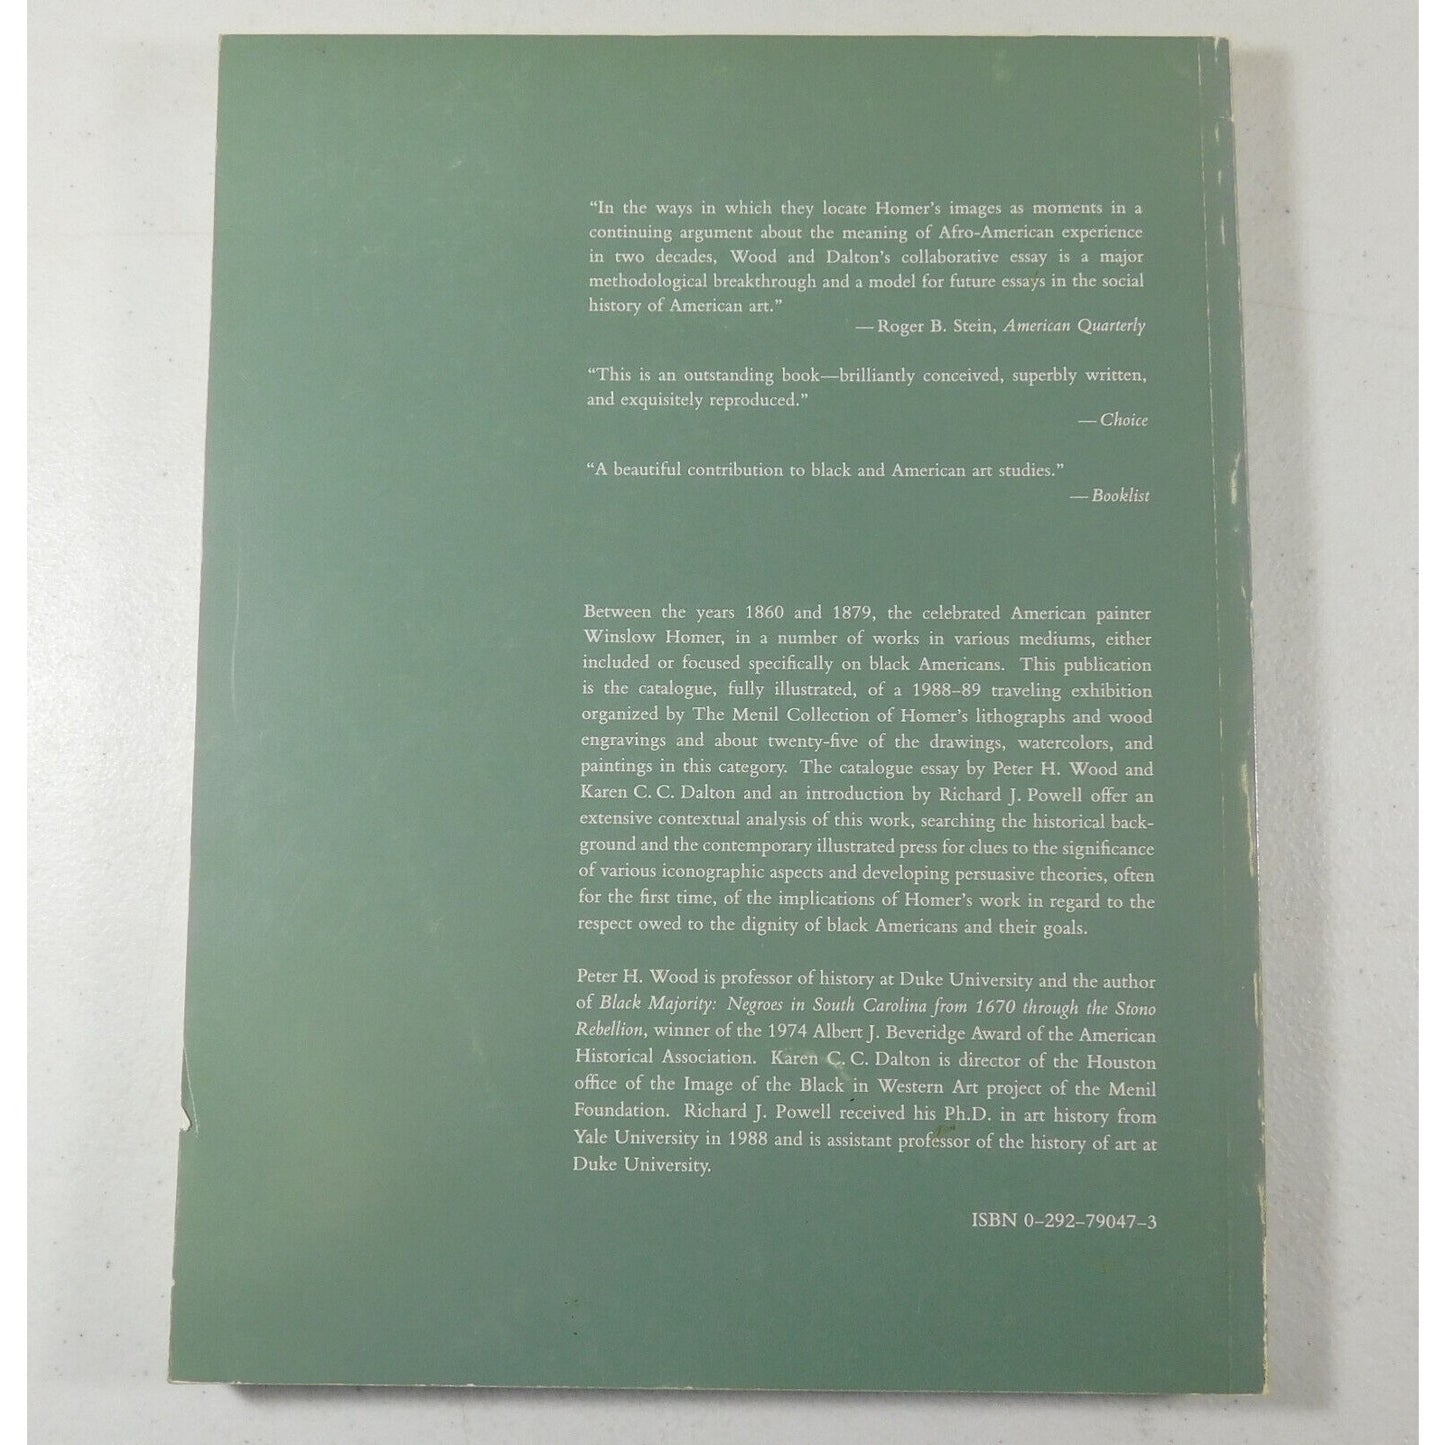 “In the ways in which they locate Homer’s images as moments in a
continuing argument about the meaning of Afro-American experience
in two decades, Wood and Dalton’s collaborative essay is a major
methodological breakthrough and a model for future essays in the social
history of American art.”
— Roger B. Stein, American Quarterly
“This is an outstanding book—brilliantly conceived, superbly written,
and exquisitely reproduced.”
— Choice
“A beautiful contribution to black and American art studies.”
— Booklist
Between the years 1860 and 1879, the celebrated American painter
Winslow Homer, in a number of works in various mediums, either
included or focused specifically on black Americans. This publication
is the catalogue, fully illustrated, of a 1988–89 traveling exhibition
organized by The Menil Collection of Homer’s lithographs and wood
engravings and about twenty-five of the drawings, watercolors, and
paintings in this category. The catalogue essay by Peter H. Wood and
Karen C. C. Dalton and an introduction by Richard J. Powell offer an
extensive contextual analysis of this work, searching the historical back-
ground and the contemporary illustrated press for clues to the significance
of various iconographic aspects and developing persuasive theories, often
for the first time, of the implications of Homer’s work in regard to the
respect owed to the dignity of black Americans and their goals.
Peter H. Wood is professor of history at Duke University and the author
of Black Majority: Negroes in South Carolina from 1670 through the Stono
Rebellion, winner of the 1974 Albert J. Beveridge Award of the American
Historical Association. Karen C. C. Dalton is director of the Houston
office of the Image of the Black in Western Art project of the Menil
Foundation. Richard J. Powell received his Ph.D. in art history from
Yale University in 1988 and is assistant professor of the history of art at
Duke University.
ISBN 0–292–79047–3